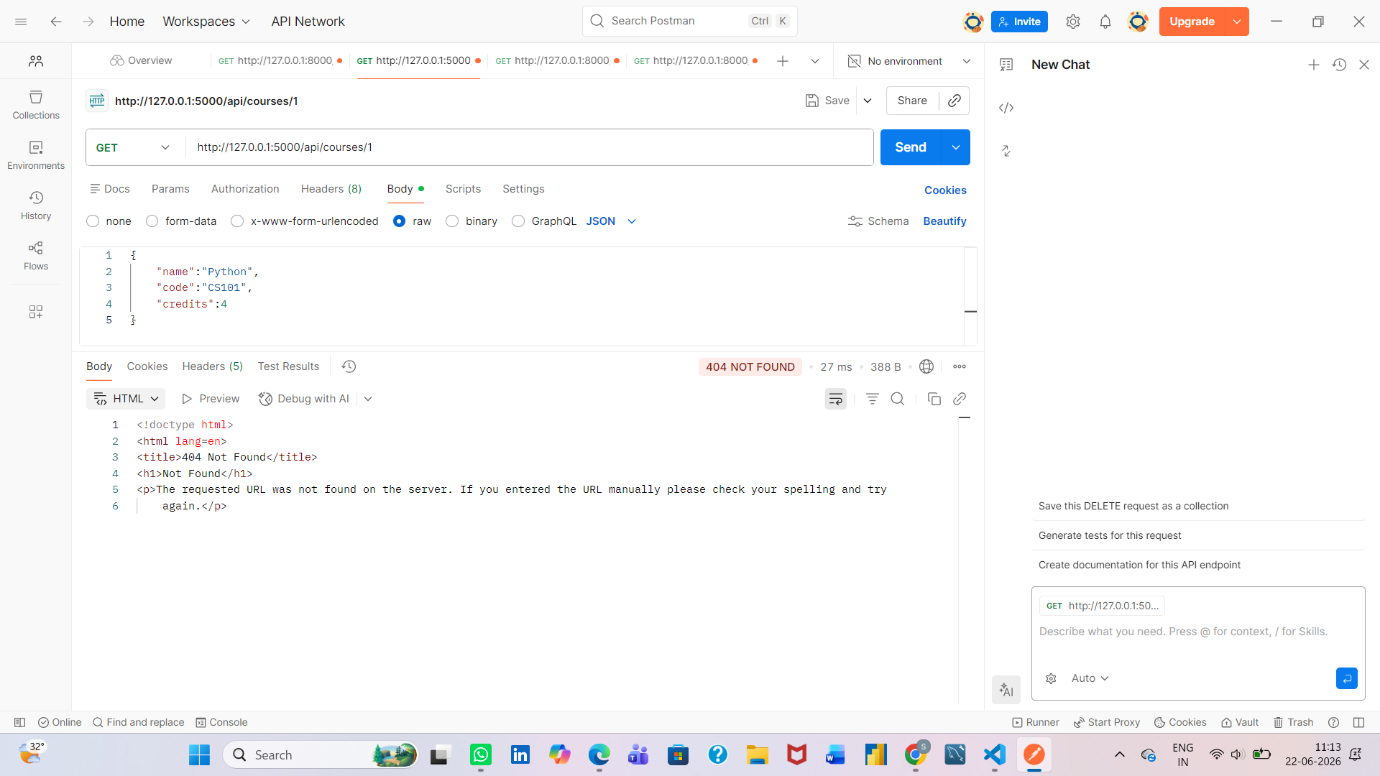 Home Workspaces API Network Search Postman Ctrl K Invite Upgrade
Overview GET http://127.0.0.1:8000, GET http://127.0.0.1:5000 GET http://127.0.0.1:8000 GET http://127.0.0.1:8000 No environment New Chat
HTTP http://127.0.0.1:5000/api/courses/1 Save Share
Collections
GET http://127.0.0.1:5000/api/courses/1 Send
Environments
Docs Params Authorization Headers (8) Body Scripts Settings Cookies
History
none form-data x-www-form-urlencoded raw binary GraphQL JSON Schema Beautify
Flows
1 {
2 "name":"Python",
3 "code":"CS101",
4 "credits":4
5 }
Body Cookies Headers (5) Test Results 404 NOT FOUND 27 ms 388 B
HTML Preview Debug with AI
1 <!doctype html>
2 <html lang=en>
3 <title>404 Not Found</title>
4 <h1>Not Found</h1>
5 <p>The requested URL was not found on the server. If you entered the URL manually please check your spelling and try
6 again.</p>
Save this DELETE request as a collection
Generate tests for this request
Create documentation for this API endpoint
GET http://127.0.0.1:50...
Describe what you need. Press @ for context, / for Skills.
Auto
AI
Online Find and replace Console Runner Start Proxy Cookies Vault Trash
32° Search ENG IN 11:13 22-06-2026